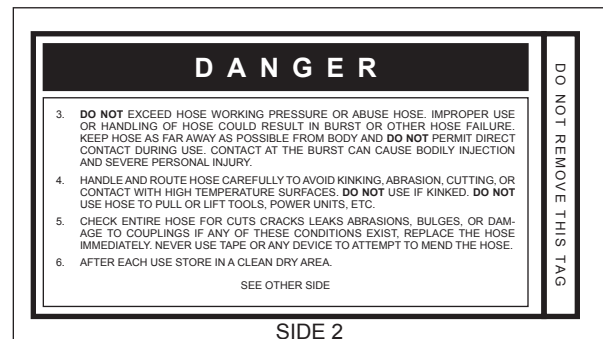 DANGER
3. DO NOT EXCEED HOSE WORKING PRESSURE OR ABUSE HOSE. IMPROPER USE
OR HANDLING OF HOSE COULD RESULT IN BURST OR OTHER HOSE FAILURE.
KEEP HOSE AS FAR AWAY AS POSSIBLE FROM BODY AND DO NOT PERMIT DIRECT
CONTACT DURING USE. CONTACT AT THE BURST CAN CAUSE BODILY INJECTION
AND SEVERE PERSONAL INJURY.
4. HANDLE AND ROUTE HOSE CAREFULLY TO AVOID KINKING, ABRASION, CUTTING, OR
CONTACT WITH HIGH TEMPERATURE SURFACES. DO NOT USE IF KINKED. DO NOT
USE HOSE TO PULL OR LIFT TOOLS, POWER UNITS, ETC.
5. CHECK ENTIRE HOSE FOR CUTS CRACKS LEAKS ABRASIONS, BULGES, OR DAM-
AGE TO COUPLINGS IF ANY OF THESE CONDITIONS EXIST, REPLACE THE HOSE
IMMEDIATELY. NEVER USE TAPE OR ANY DEVICE TO ATTEMPT TO MEND THE HOSE.
6. AFTER EACH USE STORE IN A CLEAN DRY AREA.
SEE OTHER SIDE
DO NOT REMOVE THIS TAG
SIDE 2